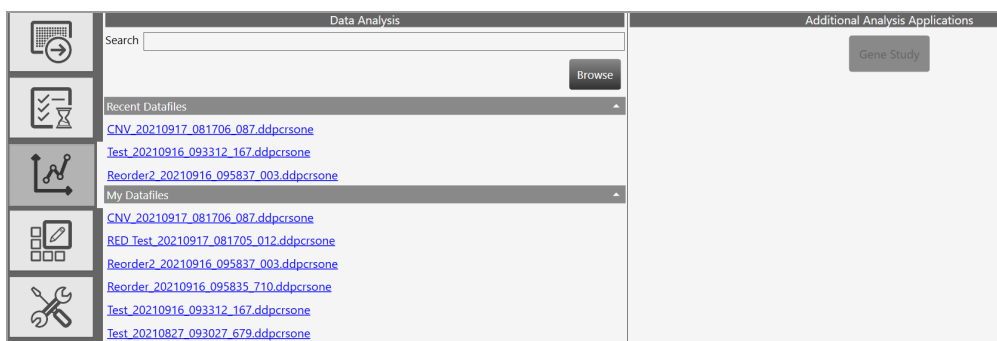 Data Analysis
Search
Browse
Recent Datafiles
CNV_20210917_081706_087.ddpcrsone
Test_20210916_093312_167.ddpcrsone
Reorder2_20210916_095837_003.ddpcrsone
My Datafiles
CNV_20210917_081706_087.ddpcrsone
RED Test_20210917_081705_012.ddpcrsone
Reorder2_20210916_095837_003.ddpcrsone
Reorder_20210916_095835_710.ddpcrsone
Test_20210916_093312_167.ddpcrsone
Test_20210827_093027_679.ddpcrsone
Additional Analysis Applications
Gene Study